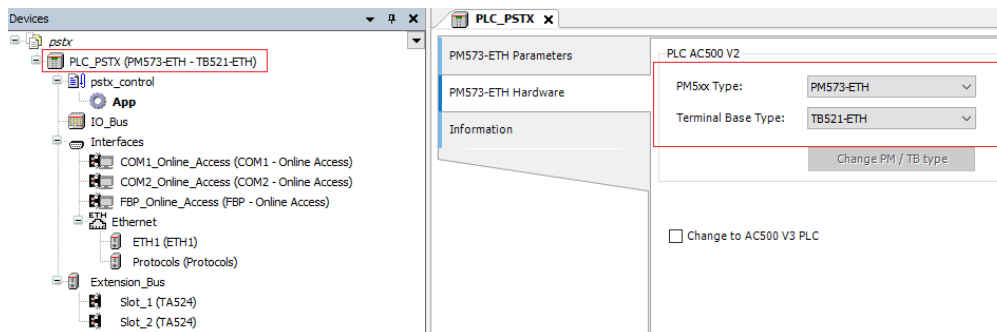 Devices
pstx
PLC_PSTX (PM573-ETH - TB521-ETH)
pstx_control
App
IO_Bus
Interfaces
COM1_Online_Access (COM1 - Online Access)
COM2_Online_Access (COM2 - Online Access)
FBP_Online_Access (FBP - Online Access)
ETH
Ethernet
ETH1 (ETH1)
Protocols (Protocols)
Extension_Bus
Slot_1 (TA524)
Slot_2 (TA524)
PLC_PSTX
PM573-ETH Parameters
PM573-ETH Hardware
Information
PLC AC500 V2
PM5xx Type: PM573-ETH
Terminal Base Type: TB521-ETH
Change PM / TB type
Change to AC500 V3 PLC